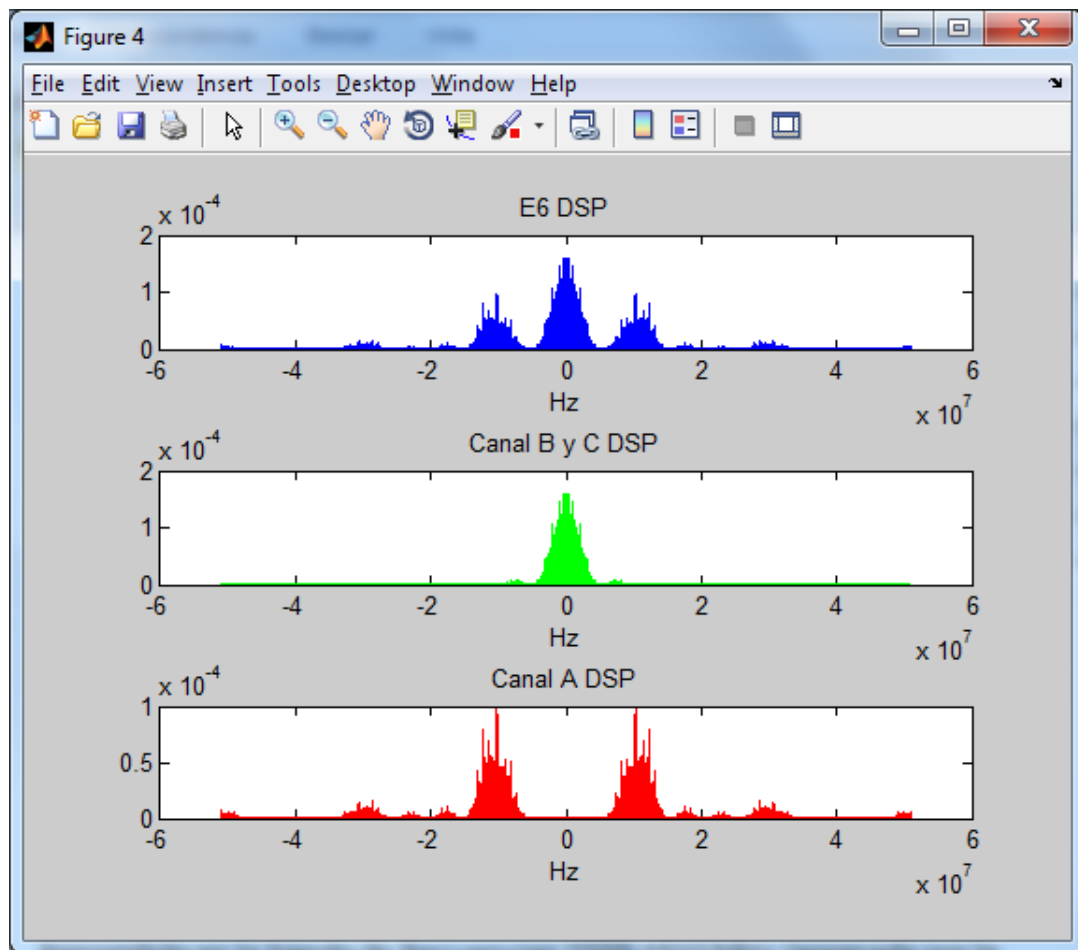 Figure 4
File Edit View Insert Tools Desktop Window Help
E6 DSP
x 10^-4
2
1
0
-6 -4 -2 0 2 4 6
Hz
x 10^7
Canal B y C DSP
x 10^-4
2
1
0
-6 -4 -2 0 2 4 6
Hz
x 10^7
Canal A DSP
x 10^-4
1
0.5
0
-6 -4 -2 0 2 4 6
Hz
x 10^7